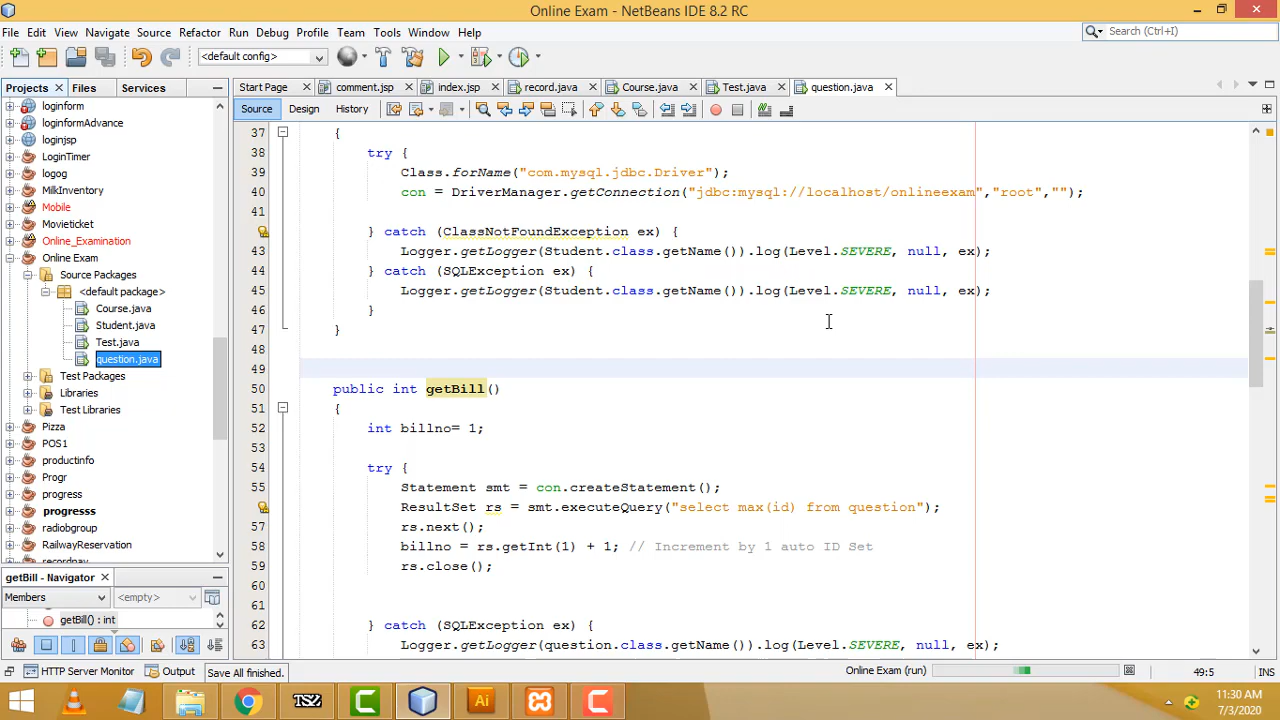 Online Exam - NetBeans IDE 8.2 RC
File Edit View Navigate Source Refactor Run Debug Profile Team Tools Window Help
Search (Ctrl+I)
<default config>
Projects Files Services
Start Page comment.jsp index.jsp record.java Course.java Test.java question.java
Source Design History
loginform
loginformAdvance
loginjsp
LoginTimer
logog
MilkInventory
Mobile
Movieticket
Online_Examination
Online Exam
Source Packages
<default package>
Course.java
Student.java
Test.java
question.java
Test Packages
Libraries
Test Libraries
Pizza
POS1
productinfo
Progr
progress
progresss
radiobgroup
RailwayReservation
recordnav
37 {
38 try {
39 Class.forName("com.mysql.jdbc.Driver");
40 con = DriverManager.getConnection("jdbc:mysql://localhost/onlineexam","root","");
41
} catch (ClassNotFoundException ex) {
43 Logger.getLogger(Student.class.getName()).log(Level.SEVERE, null, ex);
44 } catch (SQLException ex) {
45 Logger.getLogger(Student.class.getName()).log(Level.SEVERE, null, ex);
46 }
47 }
48
49
50 public int getBill()
51 {
52 int billno= 1;
53
54 try {
55 Statement smt = con.createStatement();
ResultSet rs = smt.executeQuery("select max(id) from question");
57 rs.next();
58 billno = rs.getInt(1) + 1; // Increment by 1 auto ID Set
59 rs.close();
60
61
62 } catch (SQLException ex) {
63 Logger.getLogger(question.class.getName()).log(Level.SEVERE, null, ex);
getBill - Navigator
Members <empty>
getBill() : int
HTTP Server Monitor Output Save All finished.
Online Exam (run) 49:5 INS
TSZ Ai
11:30 AM
7/3/2020